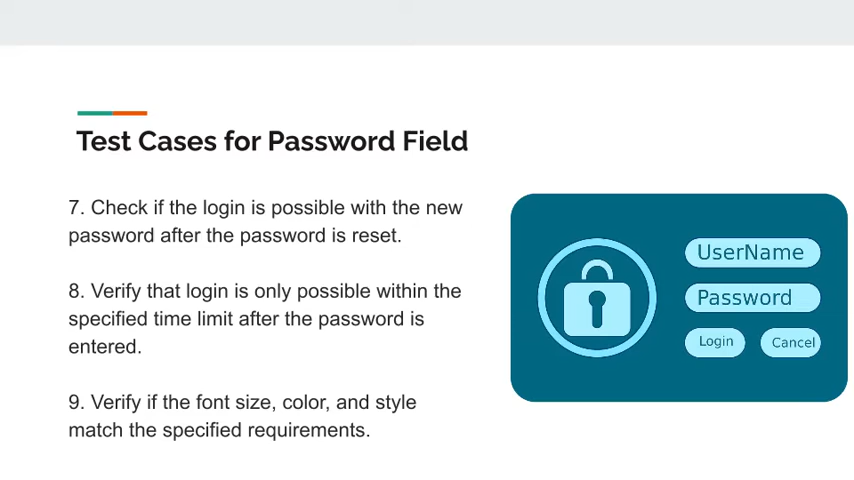 Test Cases for Password Field
7. Check if the login is possible with the new
password after the password is reset.
8. Verify that login is only possible within the
specified time limit after the password is
entered.
9. Verify if the font size, color, and style
match the specified requirements.
UserName
Password
Login Cancel